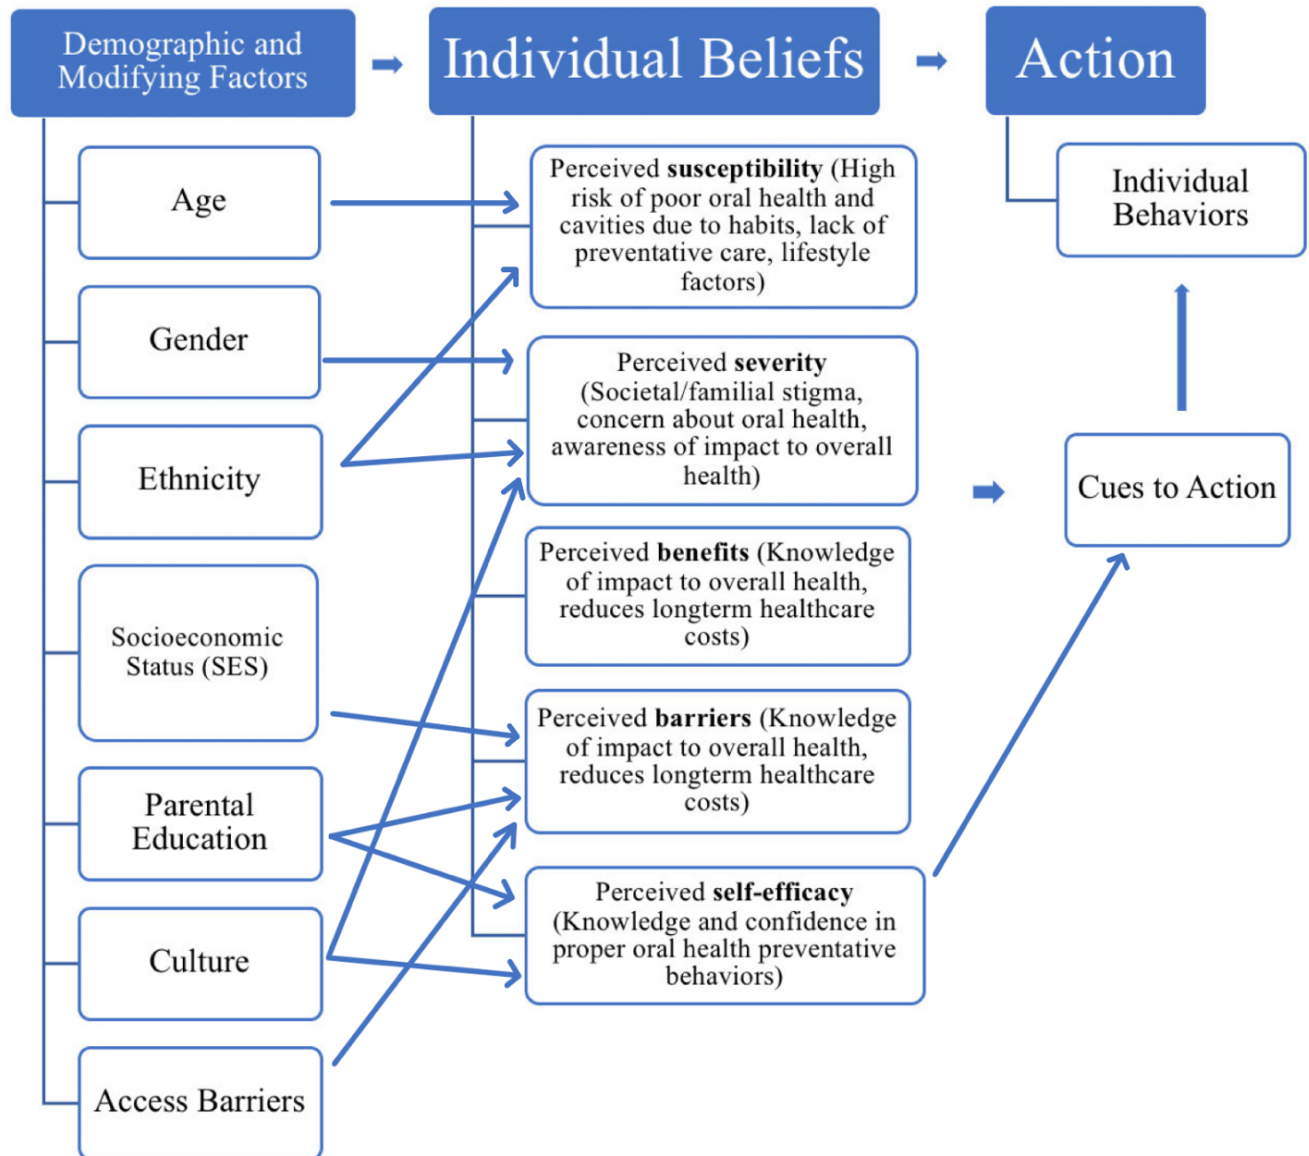 Demographic and
Modifying Factors
Individual Beliefs
Action
Age
Gender
Ethnicity
Socioeconomic
Status (SES)
Parental
Education
Culture
Access Barriers
Perceived susceptibility (High
risk of poor oral health and
cavities due to habits, lack of
preventative care, lifestyle
factors)
Perceived severity
(Societal/familial stigma,
concern about oral health,
awareness of impact to overall
health)
Perceived benefits (Knowledge
of impact to overall health,
reduces longterm healthcare
costs)
Perceived barriers (Knowledge
of impact to overall health,
reduces longterm healthcare
costs)
Perceived self-efficacy
(Knowledge and confidence in
proper oral health preventative
behaviors)
Individual
Behaviors
Cues to Action